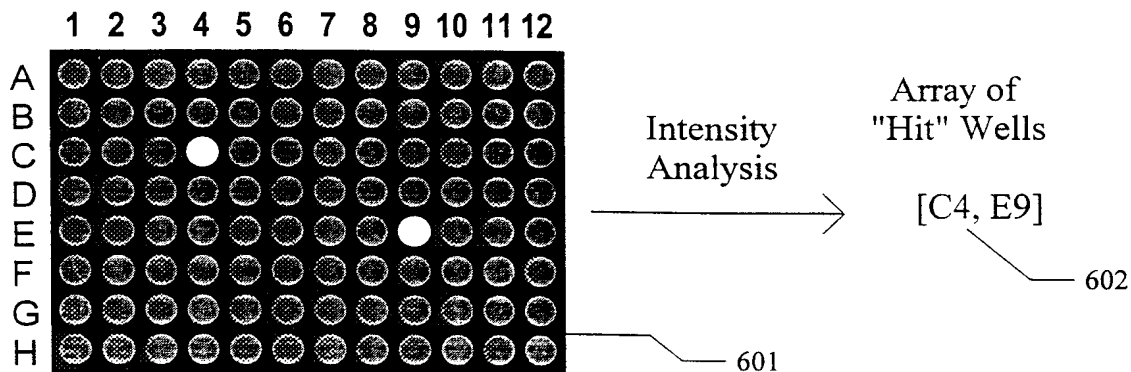 1 2 3 4 5 6 7 8 9 10 11 12
A
B
C
D
E
F
G
H
Intensity
Analysis
Array of
"Hit" Wells
[C4, E9]
602
601